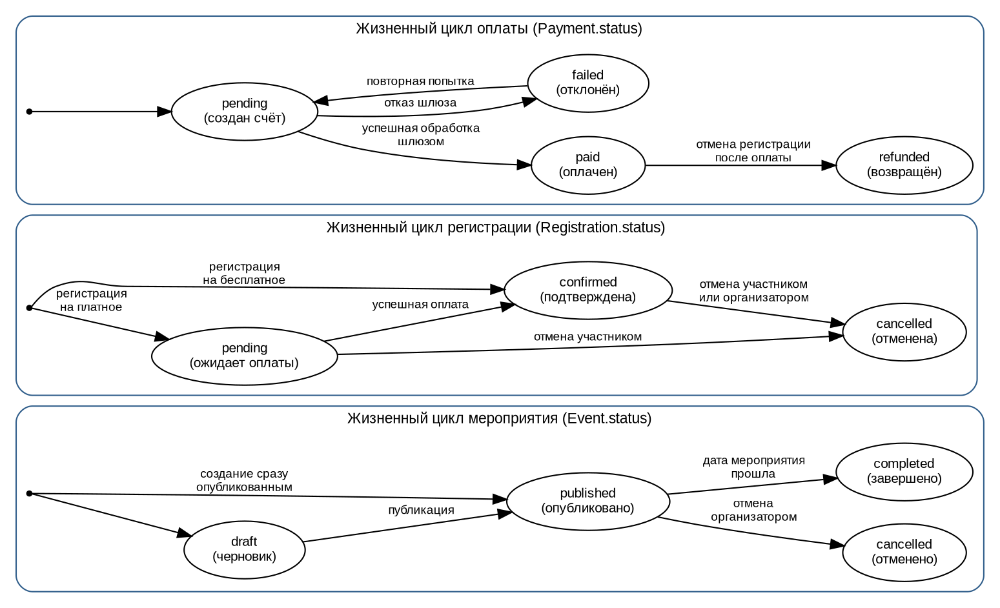 Жизненный цикл оплаты (Payment.status)
повторная попытка
отказ шлюза
успешная обработка
шлюзом
pending
(создан счёт)
failed
(отклонён)
paid
(оплачен)
отмена регистрации
после оплаты
refunded
(возвращён)
Жизненный цикл регистрации (Registration.status)
регистрация
на бесплатное
регистрация
на платное
pending
(ожидает оплаты)
успешная оплата
confirmed
(подтверждена)
отмена участником
или организатором
отмена участником
cancelled
(отменена)
Жизненный цикл мероприятия (Event.status)
создание сразу
опубликованным
draft
(черновик)
публикация
published
(опубликовано)
дата мероприятия
прошла
отмена
организатором
completed
(завершено)
cancelled
(отменено)